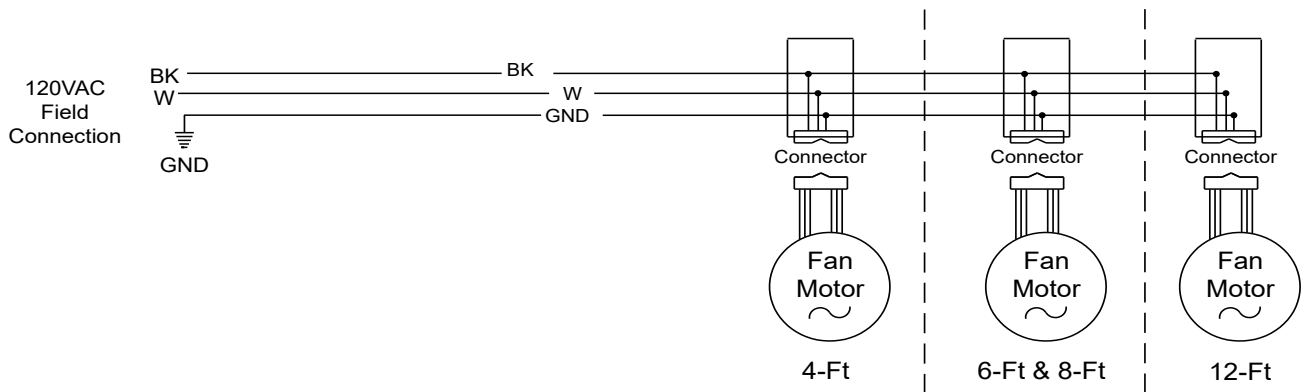 120VAC
Field
Connection
BK
W
GND
BK
W
GND
Connector
Connector
Connector
Fan
Motor
Fan
Motor
Fan
Motor
4-Ft
6-Ft & 8-Ft
12-Ft